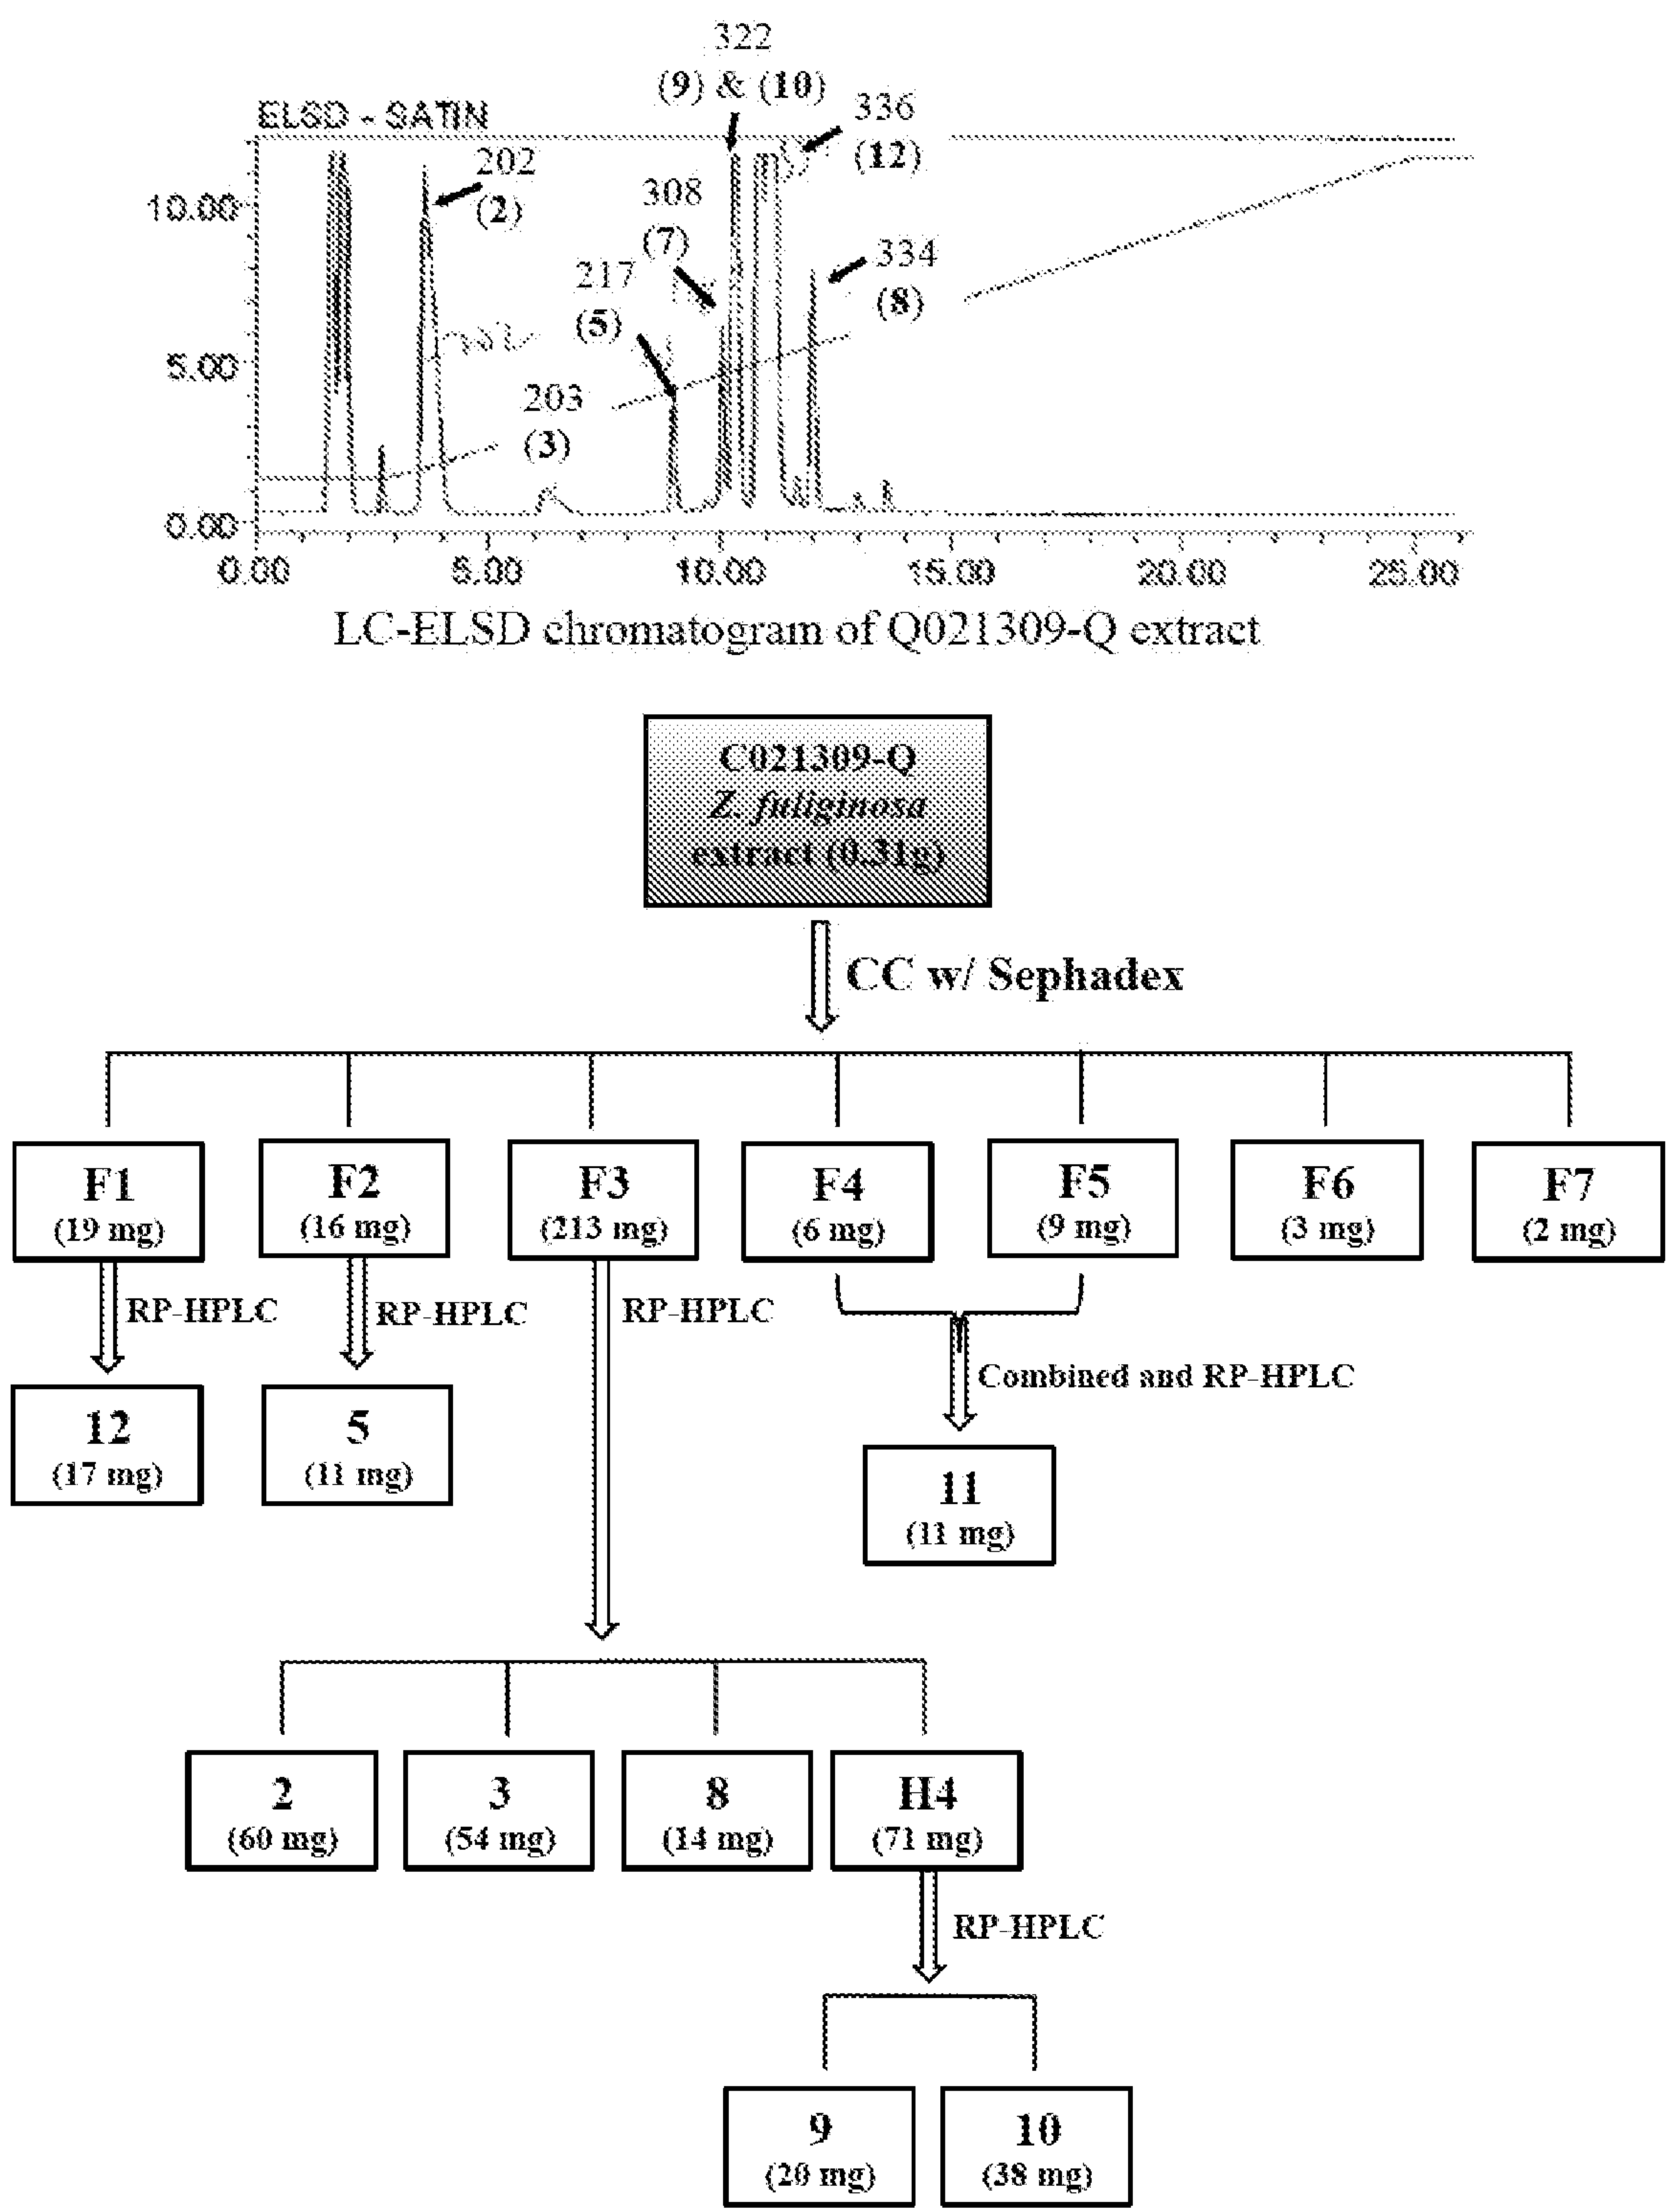 322
(9) & (10)
ELSD - SATIN
336
(12)
202
(2)
308
(7)
10.00
334
(8)
217
(5)
5.00
203
(3)
0.00
0.00 5.00 10.00 15.00 20.00 25.00
LC-ELSD chromatogram of Q021309-Q extract
C021309-Q
Z. fuliginosa
extract (0.31g)
CC w/ Sephadex
F1
(19 mg)
F2
(16 mg)
F3
(213 mg)
F4
(6 mg)
F5
(9 mg)
F6
(3 mg)
F7
(2 mg)
RP-HPLC
RP-HPLC
RP-HPLC
Combined and RP-HPLC
12
(17 mg)
5
(11 mg)
11
(11 mg)
2
(60 mg)
3
(54 mg)
8
(14 mg)
H4
(71 mg)
RP-HPLC
9
(20 mg)
10
(38 mg)